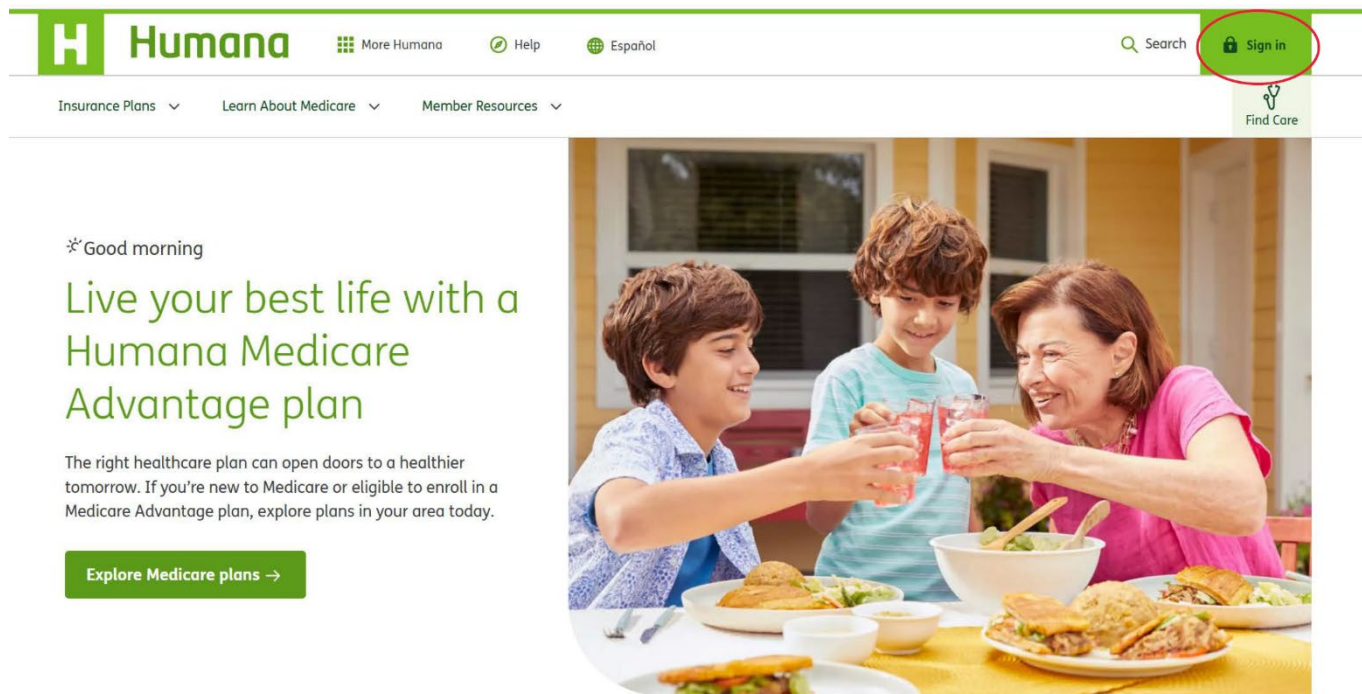 H Humana
More Humana
Help
Español
Search
Sign in
Insurance Plans
Learn About Medicare
Member Resources
Find Care
Good morning
Live your best life with a
Humana Medicare
Advantage plan
The right healthcare plan can open doors to a healthier
tomorrow. If you’re new to Medicare or eligible to enroll in a
Medicare Advantage plan, explore plans in your area today.
Explore Medicare plans →